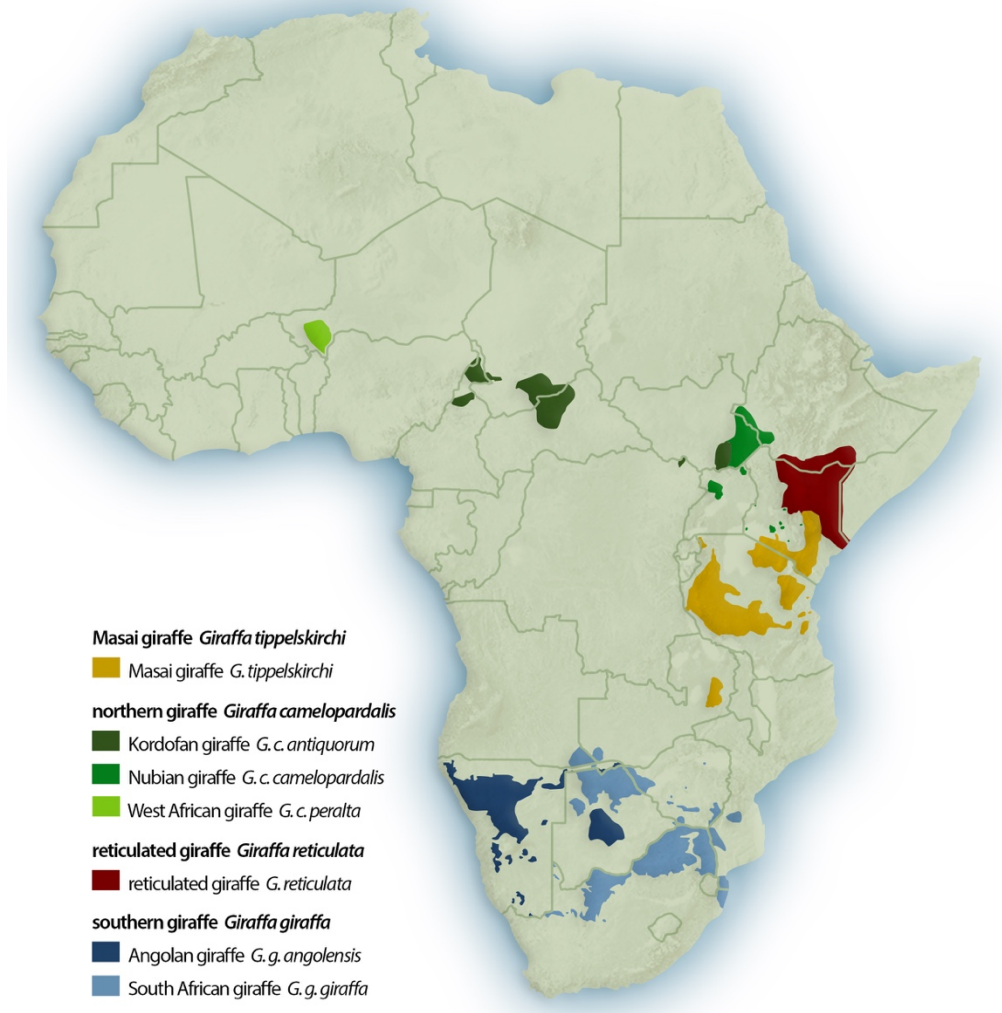 Masai giraffe Giraffa tippelskirchi
Masai giraffe G. tippelskirchi
northern giraffe Giraffa camelopardalis
Kordofan giraffe G. c. antiquorum
Nubian giraffe G. c. camelopardalis
West African giraffe G. c. peralta
reticulated giraffe Giraffa reticulata
reticulated giraffe G. reticulata
southern giraffe Giraffa giraffa
Angolan giraffe G. g. angolensis
South African giraffe G. g. giraffa